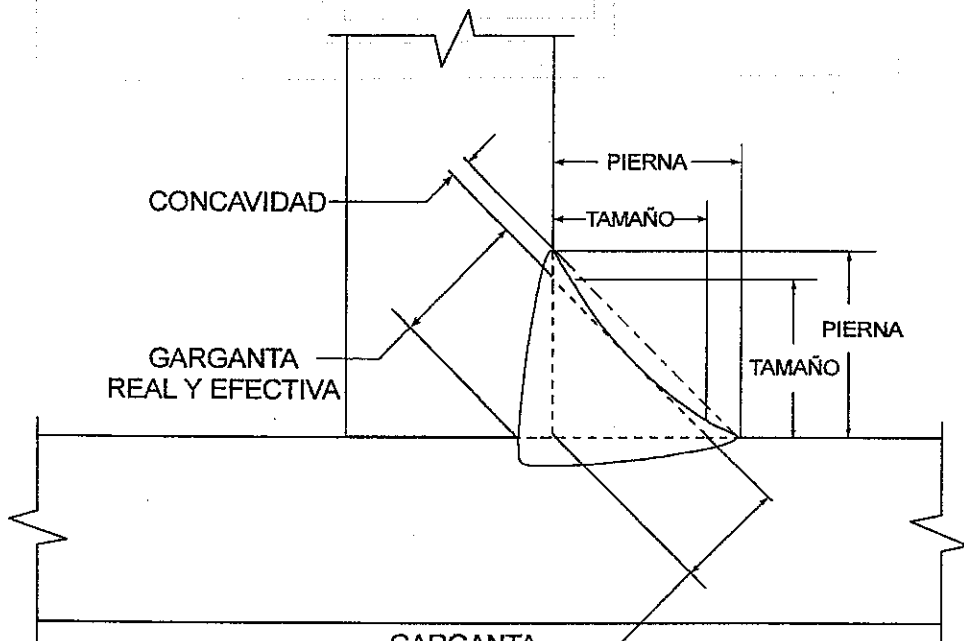 PIERNA
CONCAVIDAD
TAMAÑO
PIERNA
GARGANTA
REAL Y EFECTIVA
TAMAÑO
GARGANTA